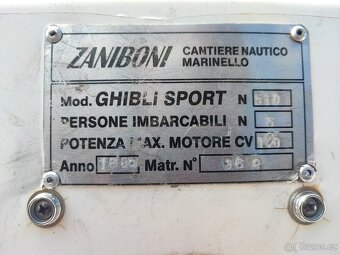 ZANIBONI CANTIERE NAUTICO
MARINELLO
Mod. GHIBLI SPORT N
PERSONE IMBARCABILI N
POTENZA MAX. MOTORE CV
Anno Matr. N°